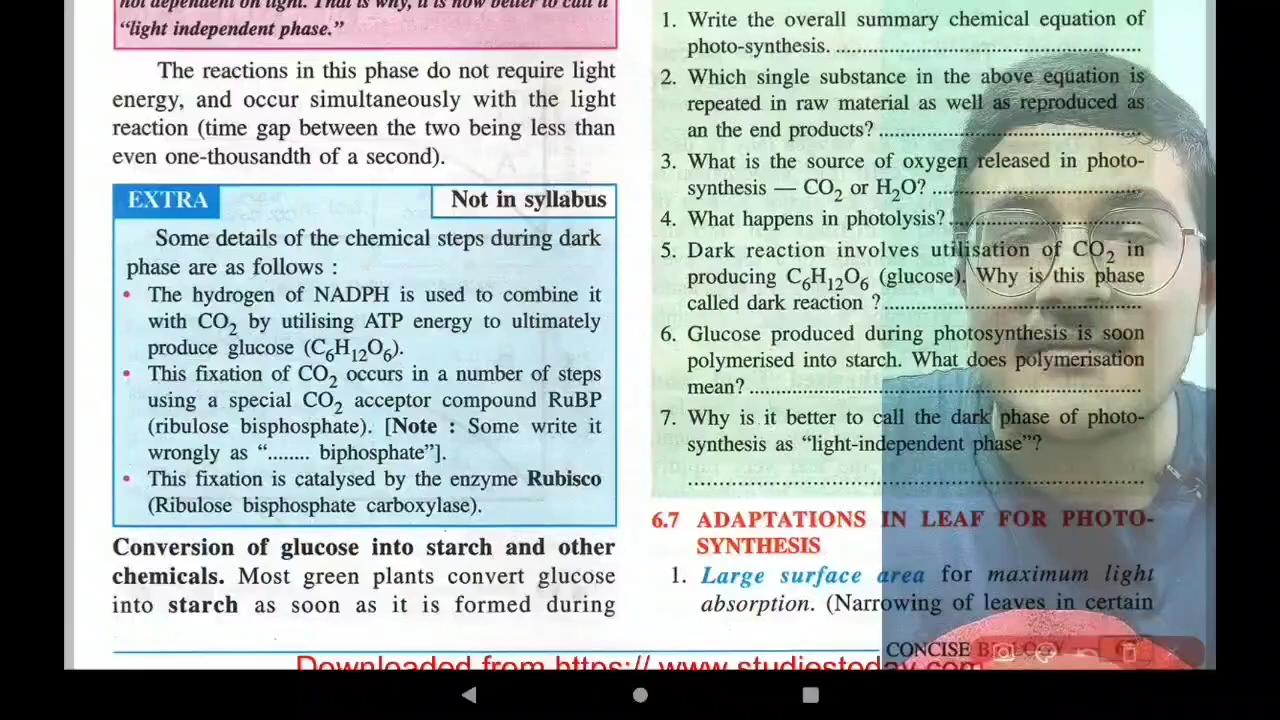 not dependent on light. That is why, it is now better to call it a
“light independent phase.”
The reactions in this phase do not require light
energy, and occur simultaneously with the light
reaction (time gap between the two being less than
even one-thousandth of a second).
EXTRA
Not in syllabus
Some details of the chemical steps during dark
phase are as follows :
• The hydrogen of NADPH is used to combine it
with CO₂ by utilising ATP energy to ultimately
produce glucose (C₆H₁₂O₆).
• This fixation of CO₂ occurs in a number of steps
using a special CO₂ acceptor compound RuBP
(ribulose bisphosphate). [Note : Some write it
wrongly as “........ biphosphate”].
• This fixation is catalysed by the enzyme Rubisco
(Ribulose bisphosphate carboxylase).
Conversion of glucose into starch and other
chemicals. Most green plants convert glucose
into starch as soon as it is formed during
1. Write the overall summary chemical equation of
photo-synthesis. ......................................................
2. Which single substance in the above equation is
repeated in raw material as well as reproduced as
an the end products? ..............................................
3. What is the source of oxygen released in photo-
synthesis — CO₂ or H₂O? .....................................
4. What happens in photolysis? ..................................
5. Dark reaction involves utilisation of CO₂ in
producing C₆H₁₂O₆ (glucose). Why is this phase
called dark reaction ? .............................................
6. Glucose produced during photosynthesis is soon
polymerised into starch. What does polymerisation
mean? .....................................................................
7. Why is it better to call the dark phase of photo-
synthesis as “light-independent phase”?
................................................................................
6.7 ADAPTATIONS IN LEAF FOR PHOTO-
SYNTHESIS
1. Large surface area for maximum light
absorption. (Narrowing of leaves in certain
CONCISE BIOLOGY
Downloaded from https:// www.studiestoday.com